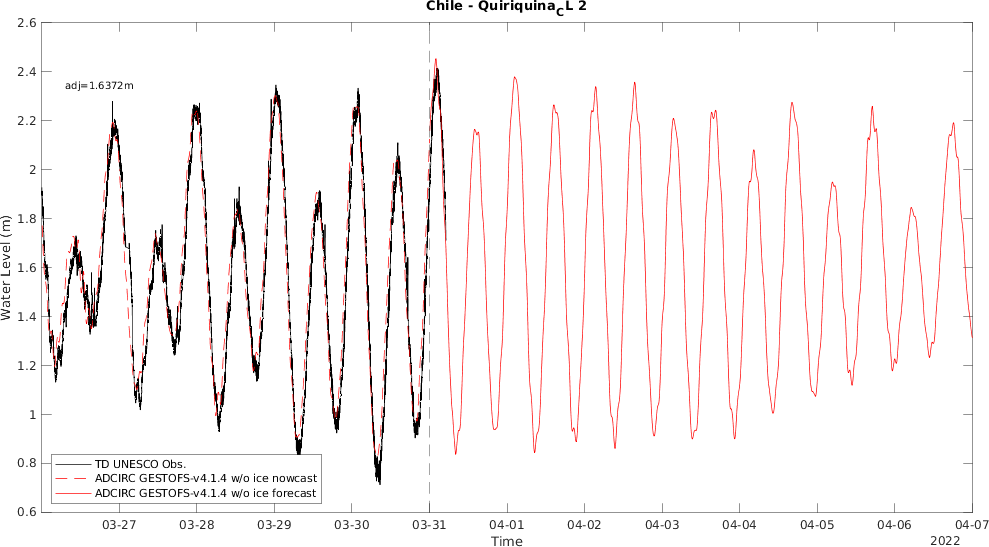 Chile - Quiriquina_CL 2
2.6
2.4
2.2
2
1.8
1.6
1.4
1.2
1
0.8
0.6
Water Level (m)
adj=1.6372m
TD UNESCO Obs.
ADCIRC GESTOFS-v4.1.4 w/o ice nowcast
ADCIRC GESTOFS-v4.1.4 w/o ice forecast
03-27 03-28 03-29 03-30 03-31 04-01 04-02 04-03 04-04 04-05 04-06 04-07
Time
2022